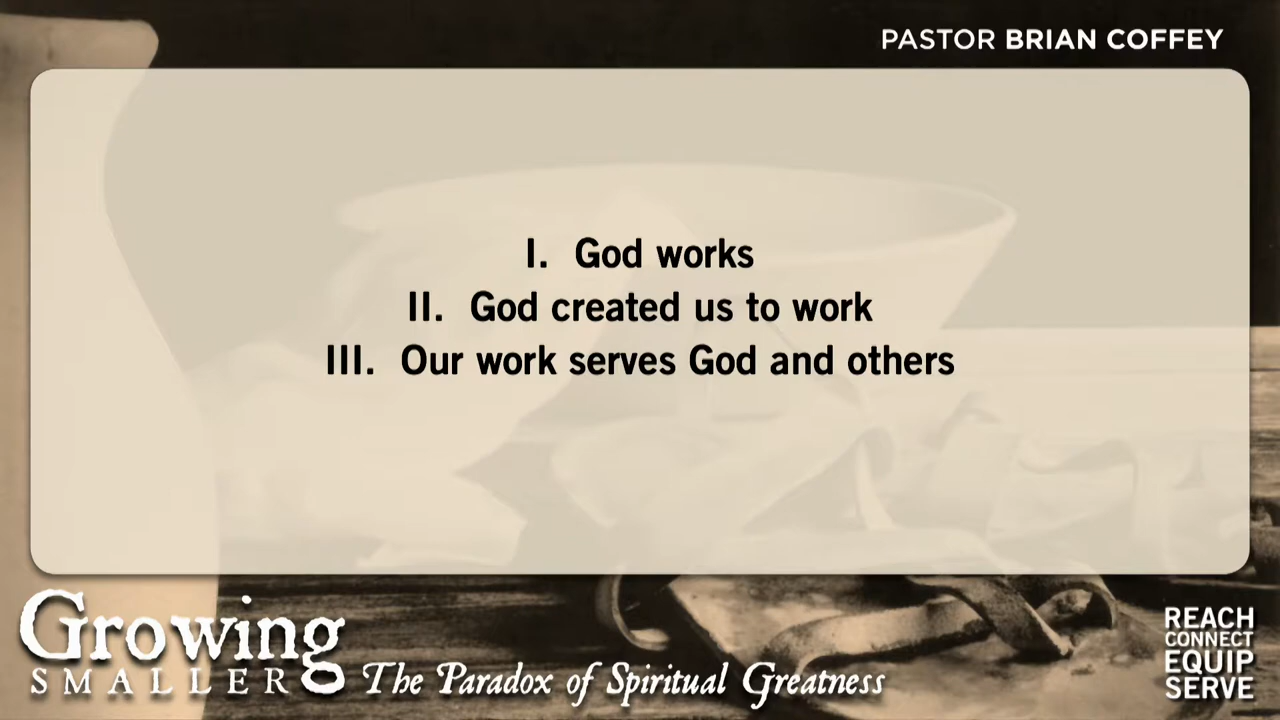 PASTOR BRIAN COFFEY
I. God works
II. God created us to work
III. Our work serves God and others
Growing
SMALLER
The Paradox of Spiritual Greatness
REACH
CONNECT
EQUIP
SERVE